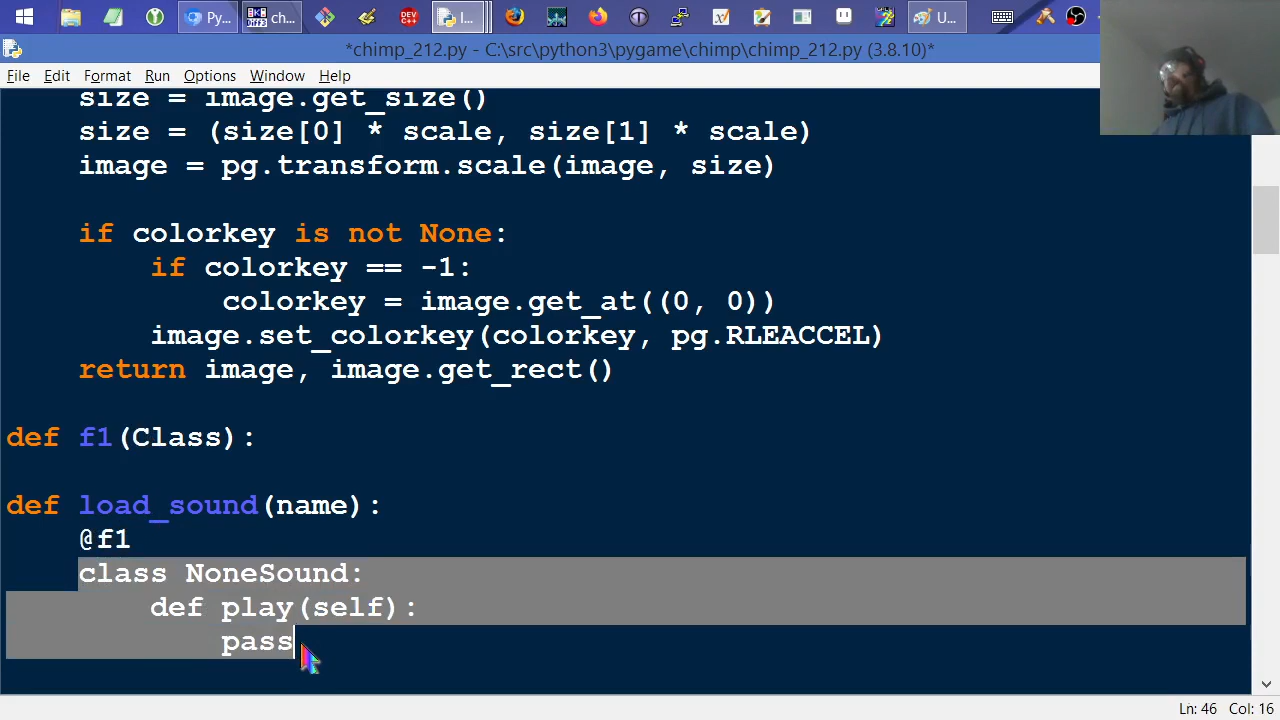 Py...
ch...
I...
U...
*chimp_212.py - C:\src\python3\pygame\chimp\chimp_212.py (3.8.10)*
File Edit Format Run Options Window Help
size = image.get_size()
size = (size[0] * scale, size[1] * scale)
image = pg.transform.scale(image, size)
if colorkey is not None:
if colorkey == -1:
colorkey = image.get_at((0, 0))
image.set_colorkey(colorkey, pg.RLEACCEL)
return image, image.get_rect()
def f1(Class):
def load_sound(name):
@f1
class NoneSound:
def play(self):
pass
Ln: 46 Col: 16